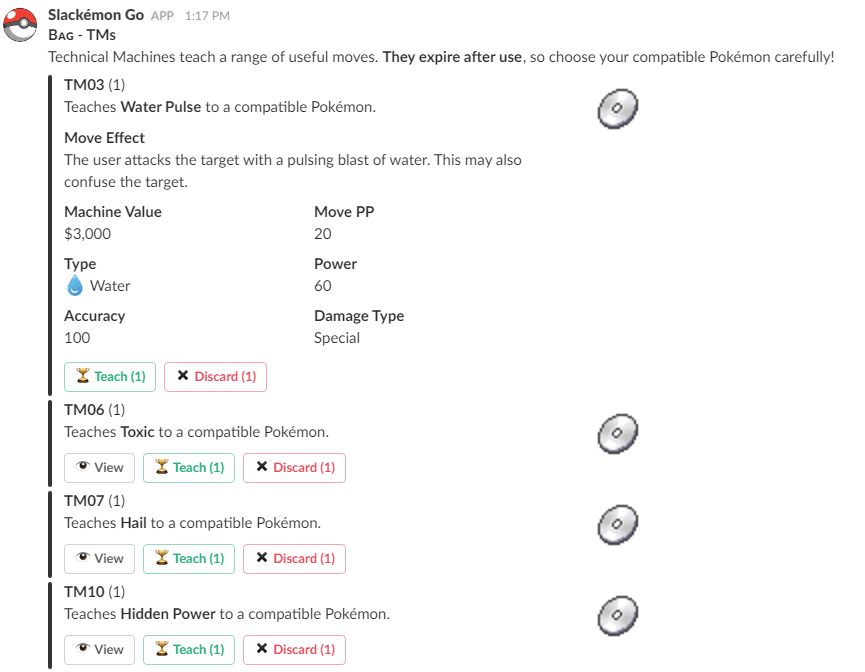 Slackémon Go APP 1:17 PM
BAG - TMs
Technical Machines teach a range of useful moves. They expire after use, so choose your compatible Pokémon carefully!
TM03 (1)
Teaches Water Pulse to a compatible Pokémon.
Move Effect
The user attacks the target with a pulsing blast of water. This may also
confuse the target.
Machine Value Move PP
$3,000 20
Type Power
Water 60
Accuracy Damage Type
100 Special
Teach (1) Discard (1)
TM06 (1)
Teaches Toxic to a compatible Pokémon.
View Teach (1) Discard (1)
TM07 (1)
Teaches Hail to a compatible Pokémon.
View Teach (1) Discard (1)
TM10 (1)
Teaches Hidden Power to a compatible Pokémon.
View Teach (1) Discard (1)